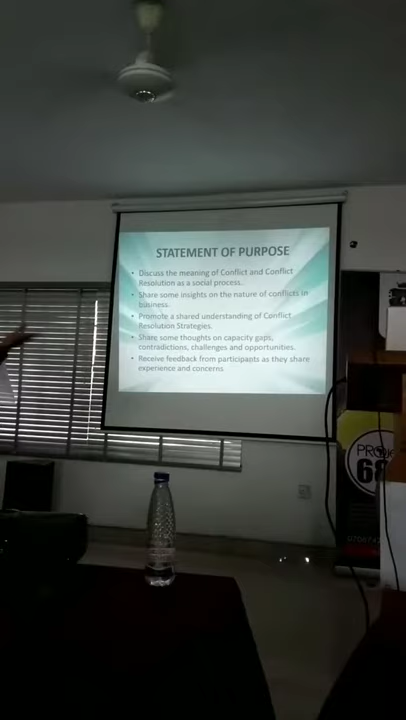 STATEMENT OF PURPOSE
• Discuss the meaning of Conflict and Conflict
Resolution as a social process.
• Share some insights on the nature of conflicts in
business.
• Promote a shared understanding of Conflict
Resolution Strategies.
• Share some thoughts on capacity gaps,
contradictions, challenges and opportunities.
• Receive feedback from participants as they share
experience and concerns
68